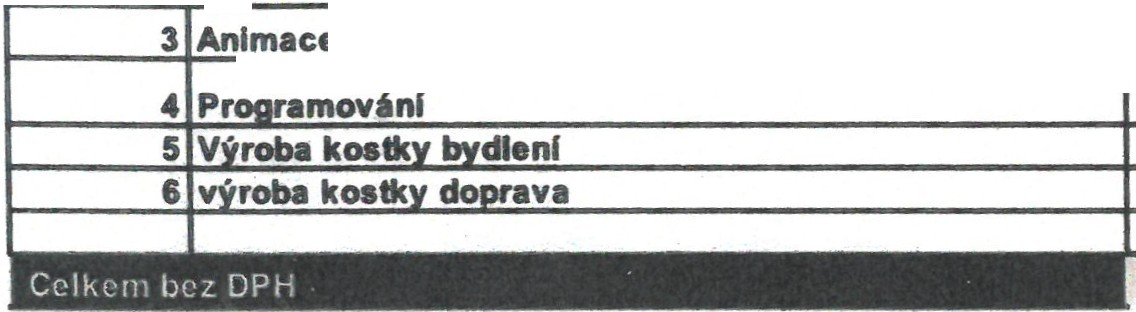 3 Animace
4 Programování
5 Výroba kostky bydlení
6 výroba kostky doprava
Celkem bez DPH